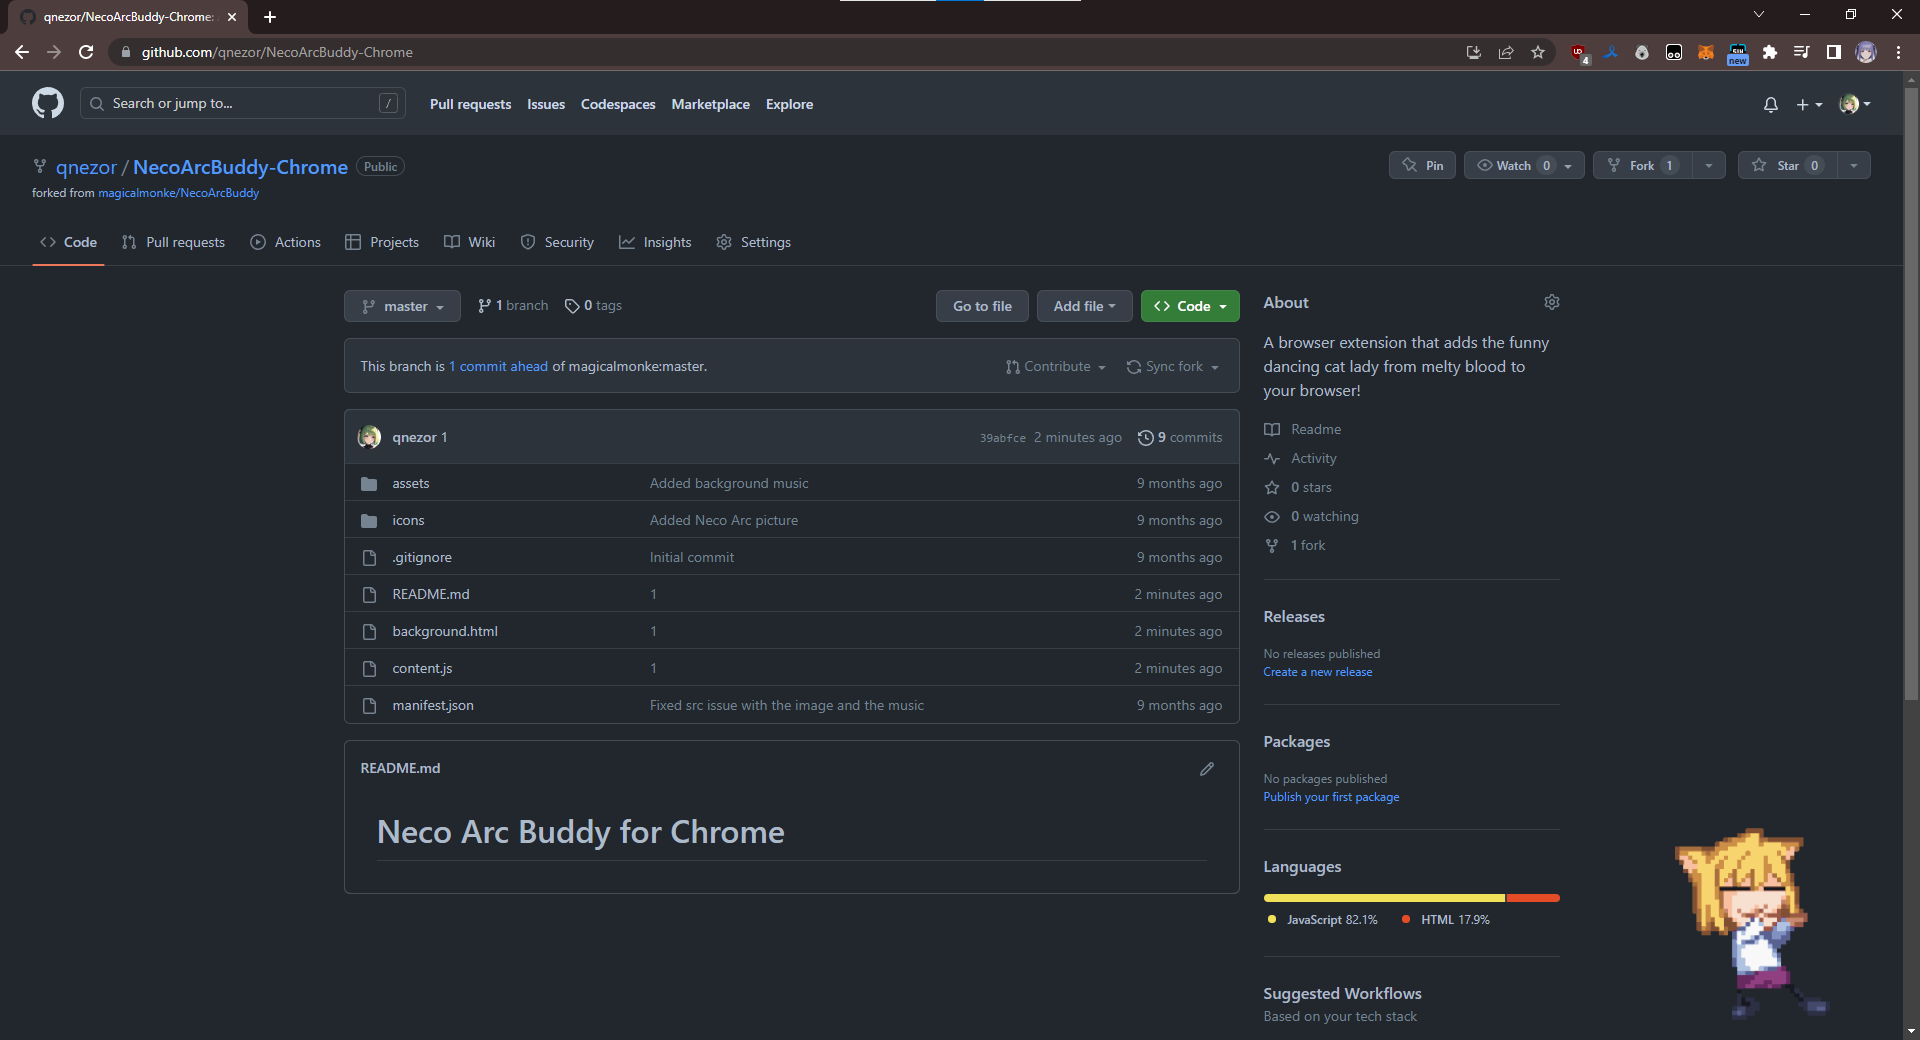 qnezor/NecoArcBuddy-Chrome:
github.com/qnezor/NecoArcBuddy-Chrome
4
new
Search or jump to...
/
Pull requests
Issues
Codespaces
Marketplace
Explore
qnezor / NecoArcBuddy-Chrome
Public
forked from magicalmonke/NecoArcBuddy
Pin
Watch 0
Fork 1
Star 0
Code
Pull requests
Actions
Projects
Wiki
Security
Insights
Settings
master
1 branch
0 tags
Go to file
Add file
Code
This branch is 1 commit ahead of magicalmonke:master.
Contribute
Sync fork
qnezor 1
39abfce 2 minutes ago
9 commits
assets
Added background music
9 months ago
icons
Added Neco Arc picture
9 months ago
.gitignore
Initial commit
9 months ago
README.md
1
2 minutes ago
background.html
1
2 minutes ago
content.js
1
2 minutes ago
manifest.json
Fixed src issue with the image and the music
9 months ago
README.md
Neco Arc Buddy for Chrome
About
A browser extension that adds the funny
dancing cat lady from melty blood to
your browser!
Readme
Activity
0 stars
0 watching
1 fork
Releases
No releases published
Create a new release
Packages
No packages published
Publish your first package
Languages
JavaScript 82.1%
HTML 17.9%
Suggested Workflows
Based on your tech stack